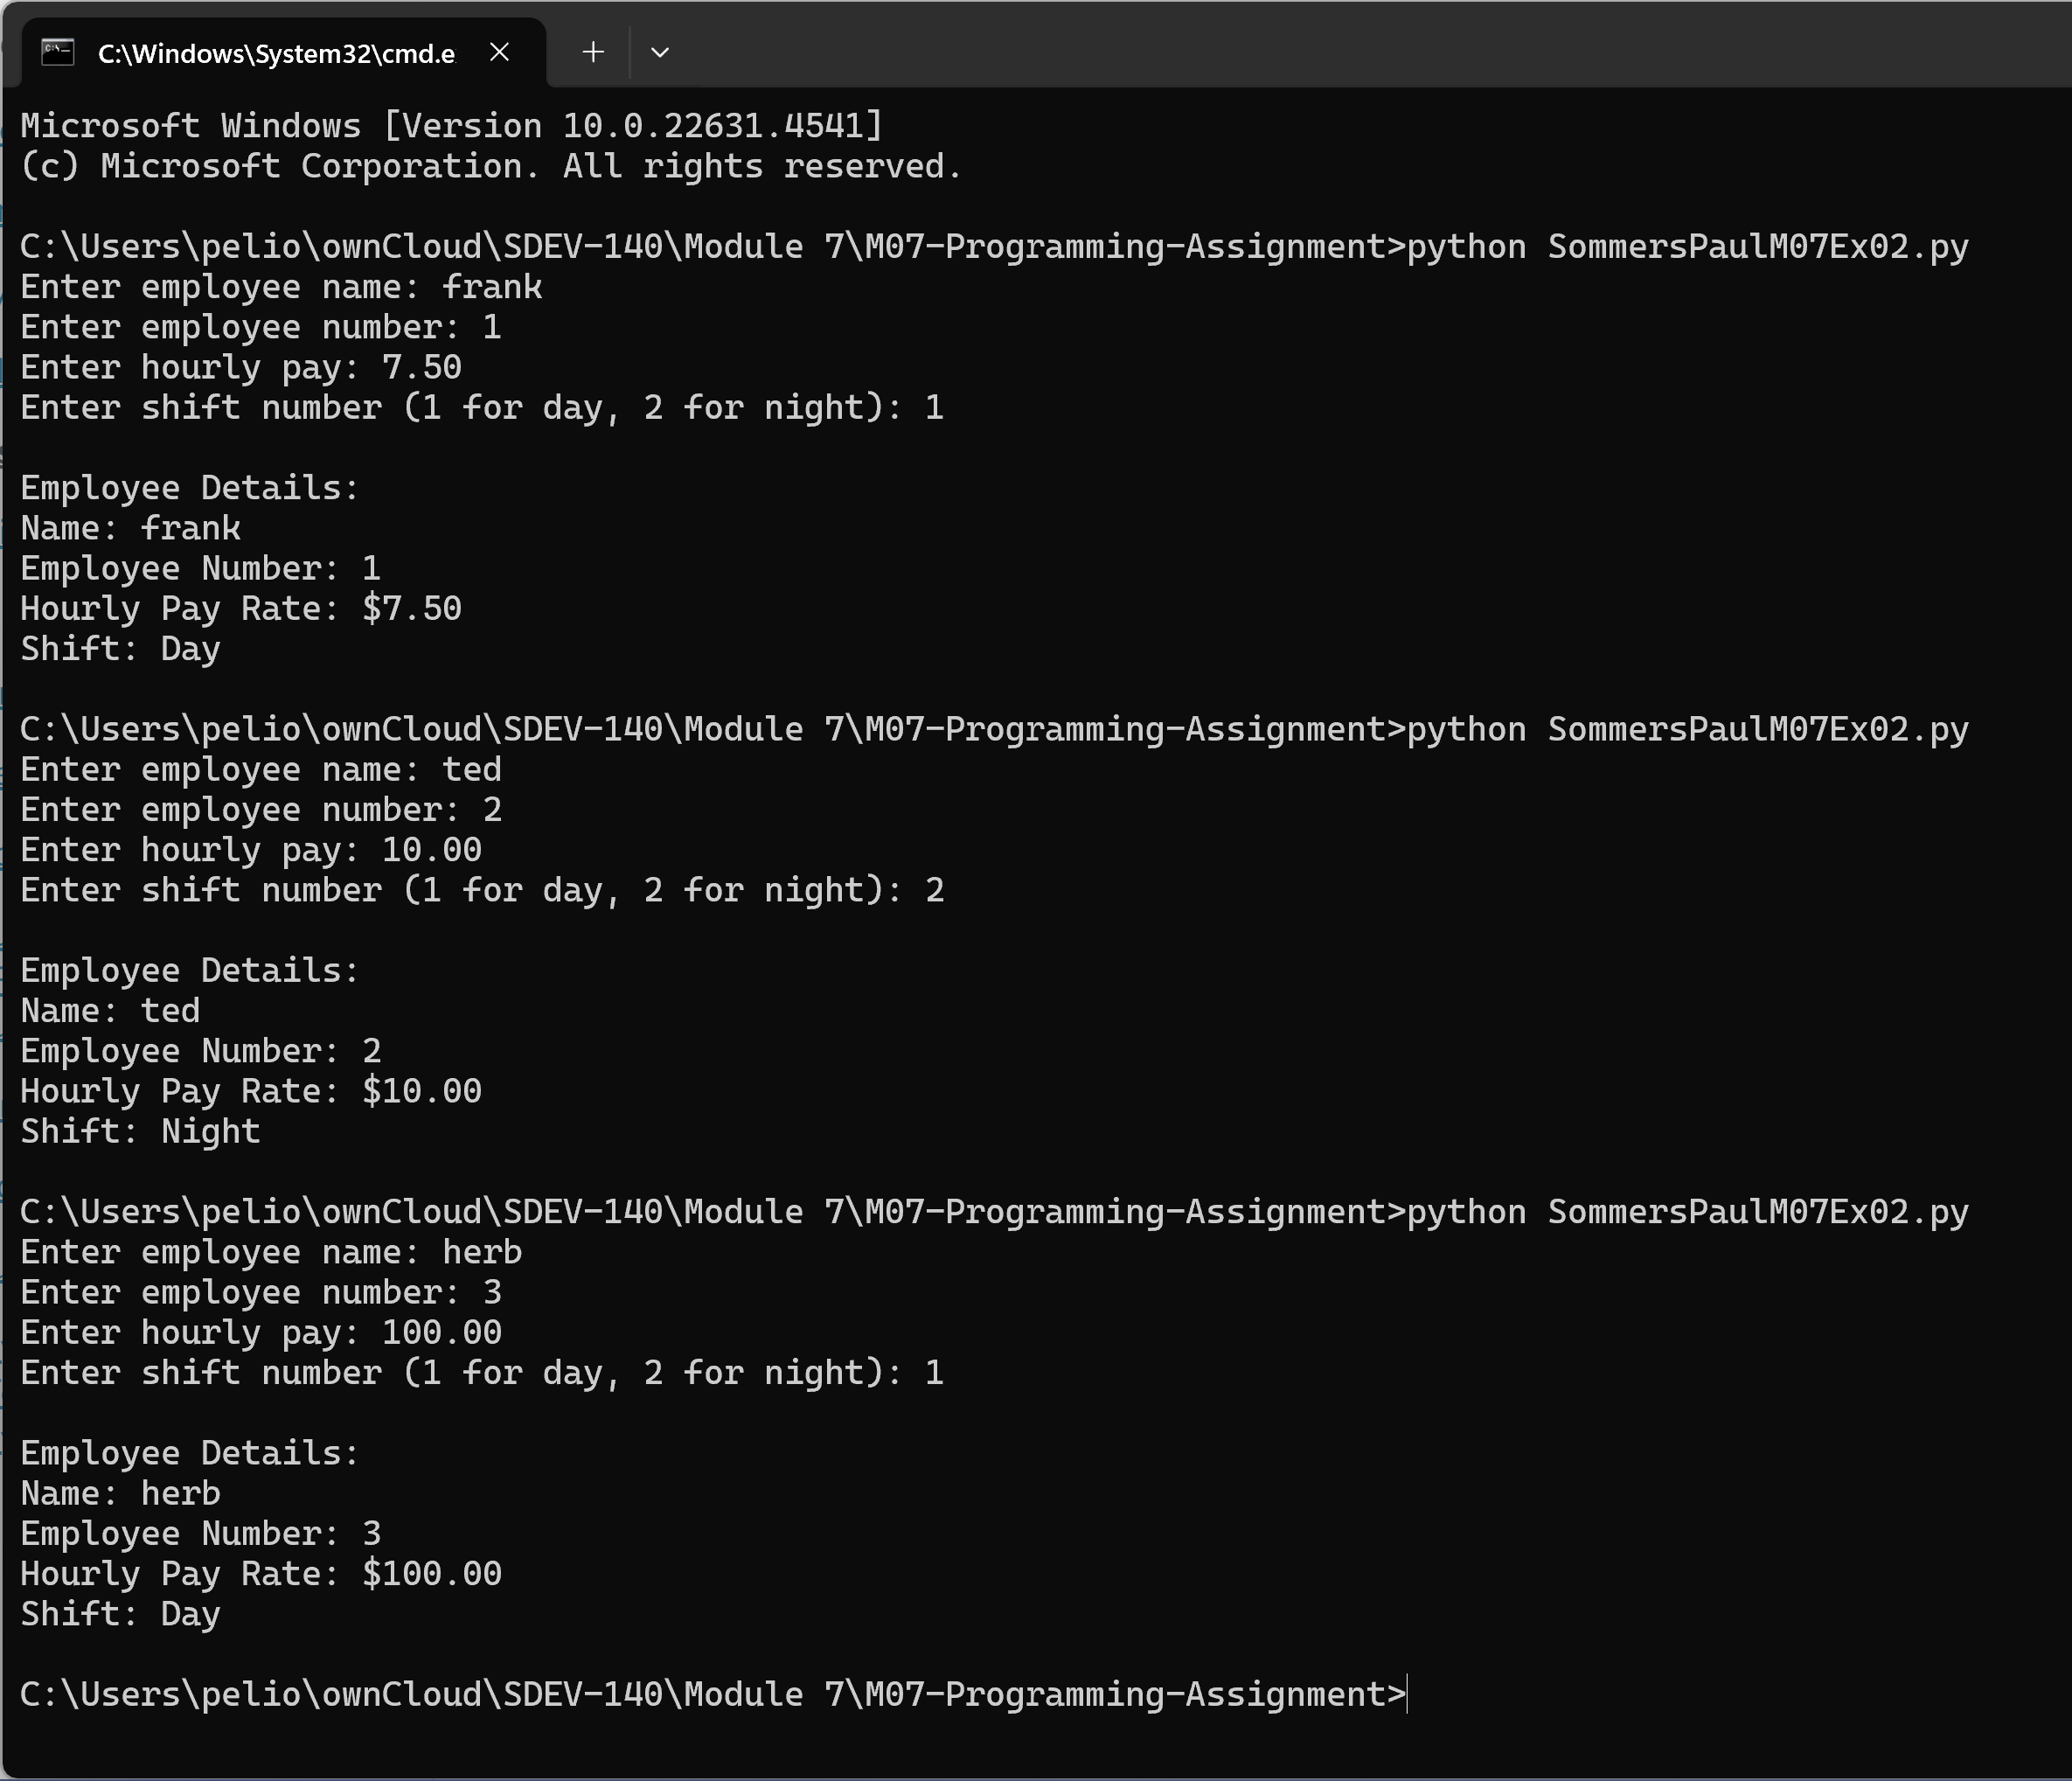 C:\Windows\System32\cmd.e
Microsoft Windows [Version 10.0.22631.4541]
(c) Microsoft Corporation. All rights reserved.
C:\Users\pelio\ownCloud\SDEV-140\Module 7\M07-Programming-Assignment>python SommersPaulM07Ex02.py
Enter employee name: frank
Enter employee number: 1
Enter hourly pay: 7.50
Enter shift number (1 for day, 2 for night): 1
Employee Details:
Name: frank
Employee Number: 1
Hourly Pay Rate: $7.50
Shift: Day
C:\Users\pelio\ownCloud\SDEV-140\Module 7\M07-Programming-Assignment>python SommersPaulM07Ex02.py
Enter employee name: ted
Enter employee number: 2
Enter hourly pay: 10.00
Enter shift number (1 for day, 2 for night): 2
Employee Details:
Name: ted
Employee Number: 2
Hourly Pay Rate: $10.00
Shift: Night
C:\Users\pelio\ownCloud\SDEV-140\Module 7\M07-Programming-Assignment>python SommersPaulM07Ex02.py
Enter employee name: herb
Enter employee number: 3
Enter hourly pay: 100.00
Enter shift number (1 for day, 2 for night): 1
Employee Details:
Name: herb
Employee Number: 3
Hourly Pay Rate: $100.00
Shift: Day
C:\Users\pelio\ownCloud\SDEV-140\Module 7\M07-Programming-Assignment>